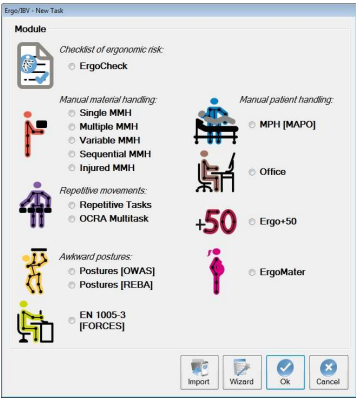 Ergo/IBV - New Task
Module
Checklist of ergonomic risk:
ErgoCheck
Manual material handling:
Single MMH
Multiple MMH
Variable MMH
Sequential MMH
Injured MMH
Repetitive movements:
Repetitive Tasks
OCRA Multitask
Awkward postures:
Postures [OWAS]
Postures [REBA]
EN 1005-3
[FORCES]
Manual patient handling:
MPH [MAPO]
Office
+50
Ergo+50
ErgoMater
Import
Wizard
Ok
Cancel